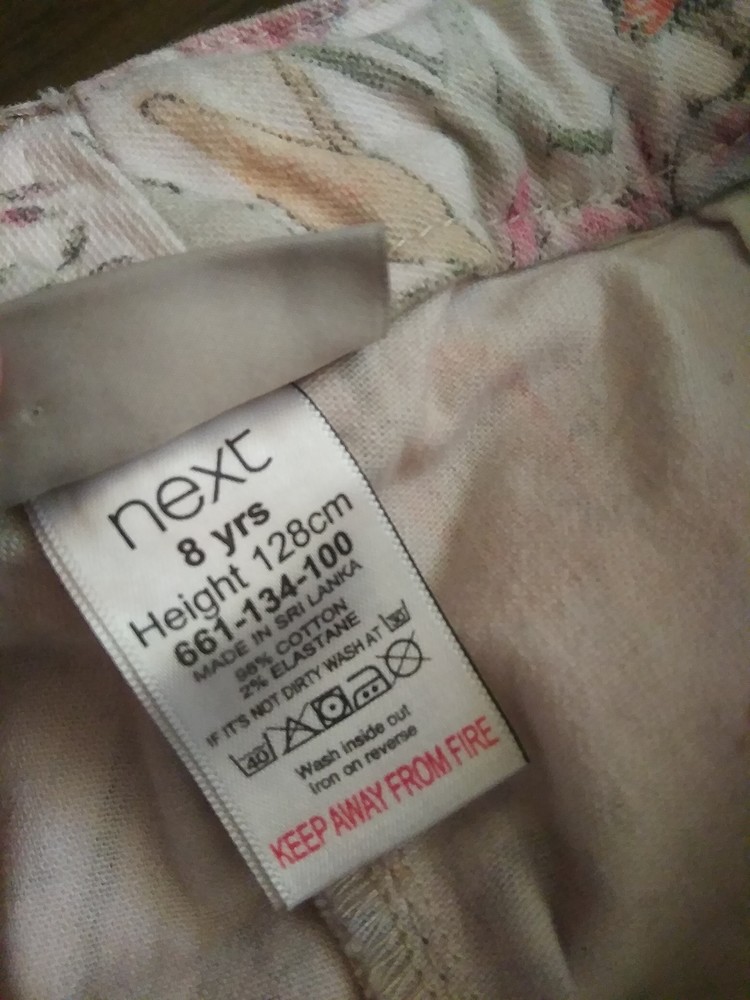 next
8 yrs
Height 128cm
661-134-100
MADE IN SRI LANKA
98% COTTON
2% ELASTANE
IF IT'S NOT DIRTY WASH AT 30
40
Wash inside out
Iron on reverse
KEEP AWAY FROM FIRE